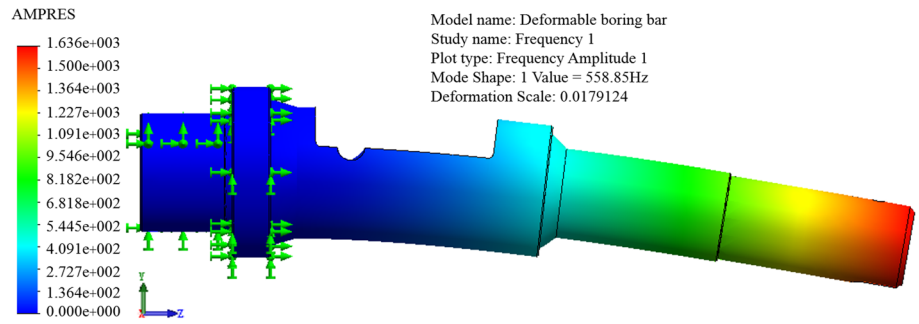 AMPRES
Model name: Deformable boring bar
Study name: Frequency 1
Plot type: Frequency Amplitude 1
Mode Shape: 1 Value = 558.85Hz
Deformation Scale: 0.0179124
1.636e+003
1.500e+003
1.364e+003
1.227e+003
1.091e+003
9.546e+002
8.182e+002
6.818e+002
5.445e+002
4.091e+002
2.727e+002
1.364e+002
0.000e+000
Y
X
Z